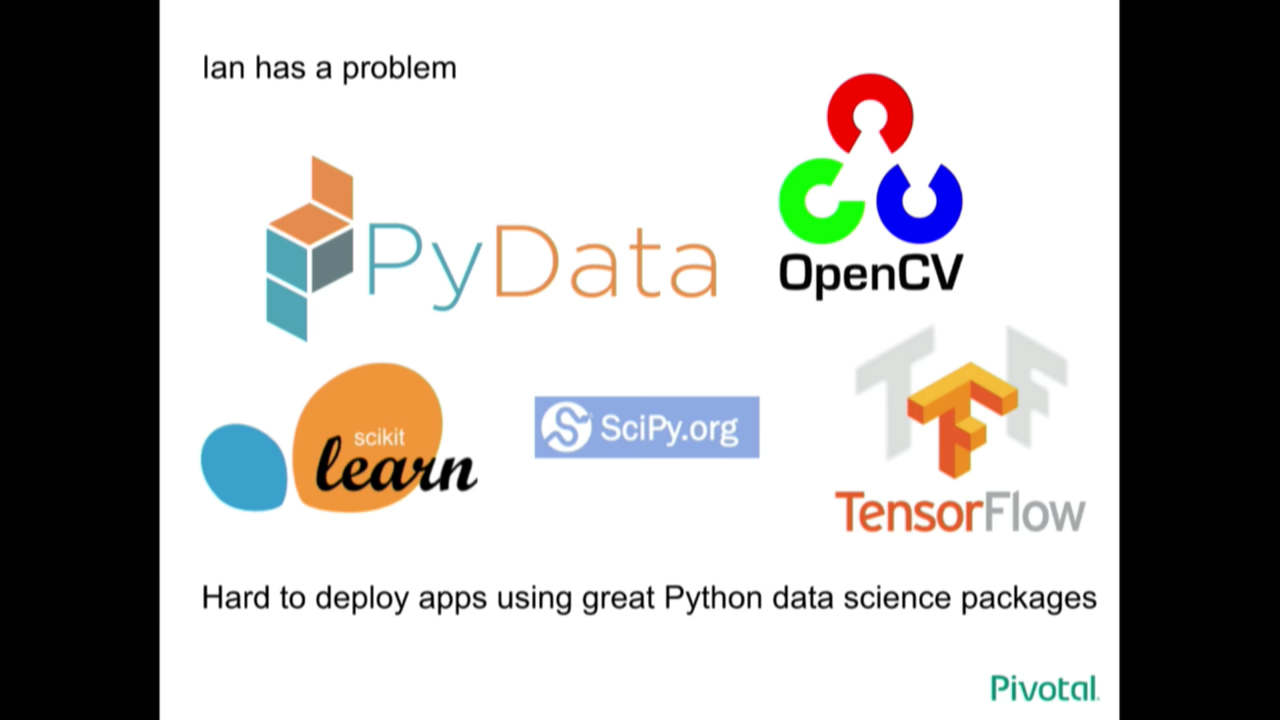 Ian has a problem
PyData
OpenCV
scikit
learn
SciPy.org
TF
TensorFlow
Hard to deploy apps using great Python data science packages
Pivotal